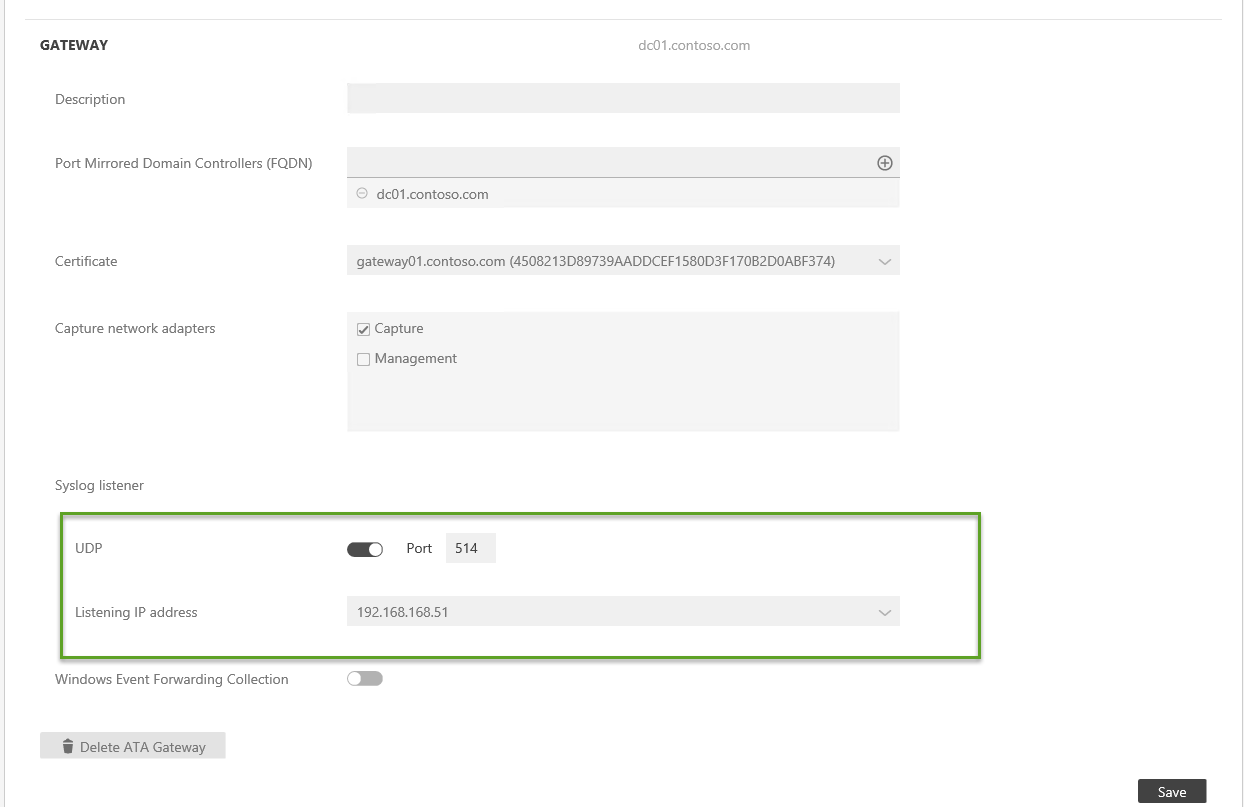 GATEWAY dc01.contoso.com
Description
Port Mirrored Domain Controllers (FQDN)
dc01.contoso.com
Certificate gateway01.contoso.com (4508213D89739AADDCEF1580D3F170B2D0ABF374)
Capture network adapters Capture
Management
Syslog listener
UDP Port 514
Listening IP address 192.168.168.51
Windows Event Forwarding Collection
Delete ATA Gateway
Save